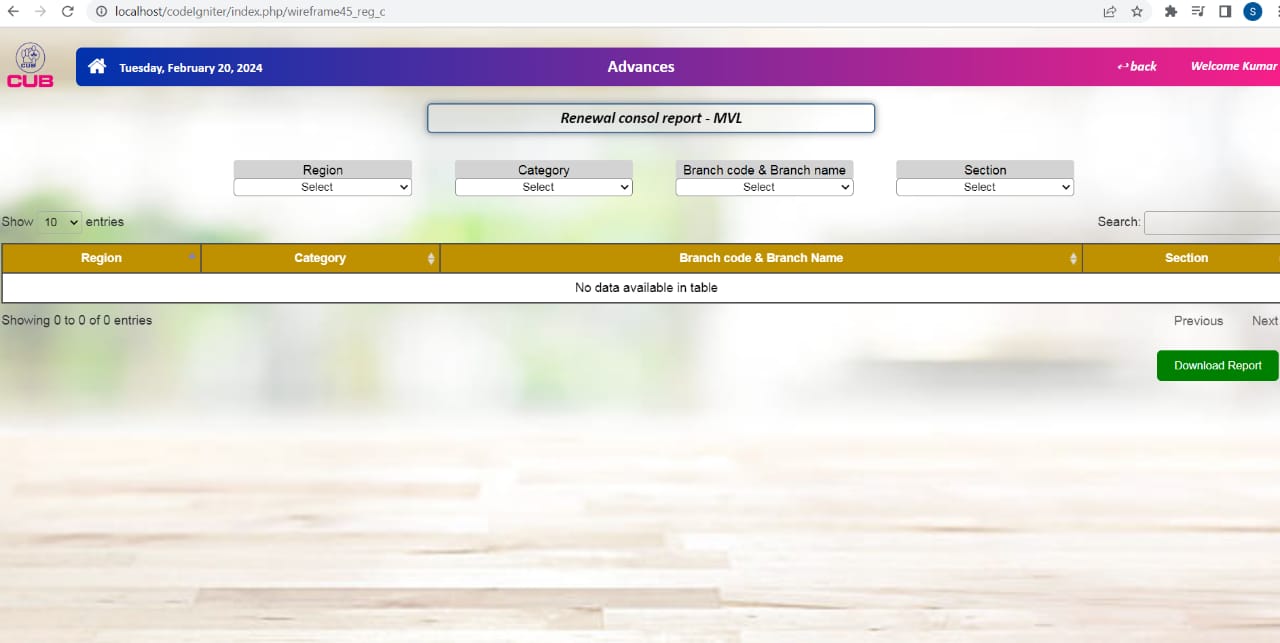 localhost/codeIgniter/index.php/wireframe45_reg_c
S
CUB
CUB
Tuesday, February 20, 2024
Advances
back
Welcome Kumar
Renewal consol report - MVL
Region
Category
Branch code & Branch name
Section
Select
Select
Select
Select
Show 10 entries
Search:
Region
Category
Branch code & Branch Name
Section
No data available in table
Showing 0 to 0 of 0 entries
Previous
Next
Download Report